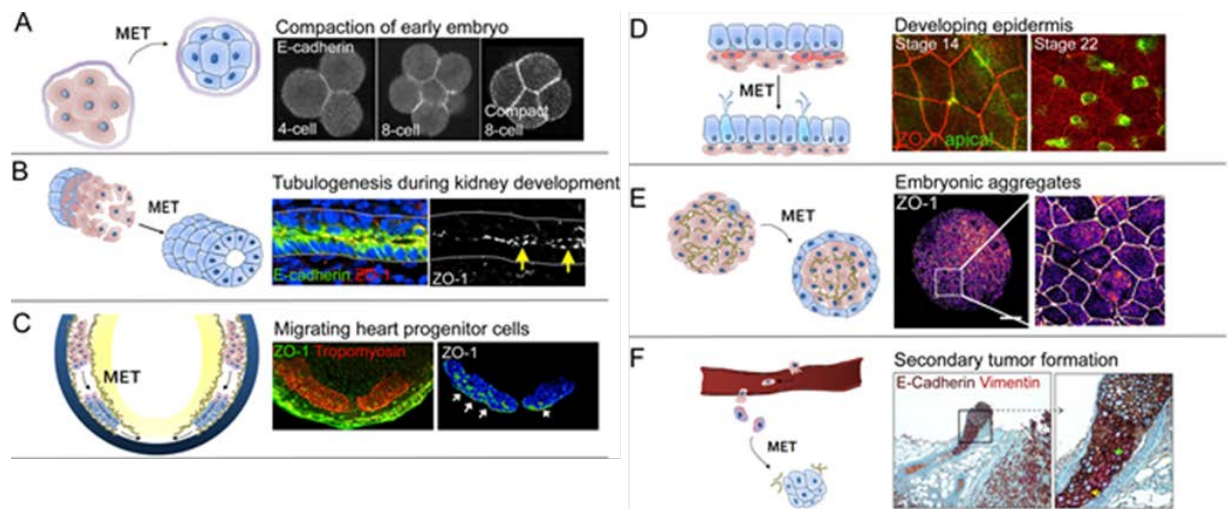 A
MET
Compaction of early embryo
E-cadherin
4-cell
8-cell
Compact
8-cell
B
MET
Tubulogenesis during kidney development
E-cadherin ZO-1
ZO-1
C
MET
Migrating heart progenitor cells
ZO-1 Tropomyosin
ZO-1
D
MET
Developing epidermis
Stage 14
Stage 22
ZO-1 apical
E
MET
Embryonic aggregates
ZO-1
F
MET
Secondary tumor formation
E-Cadherin Vimentin